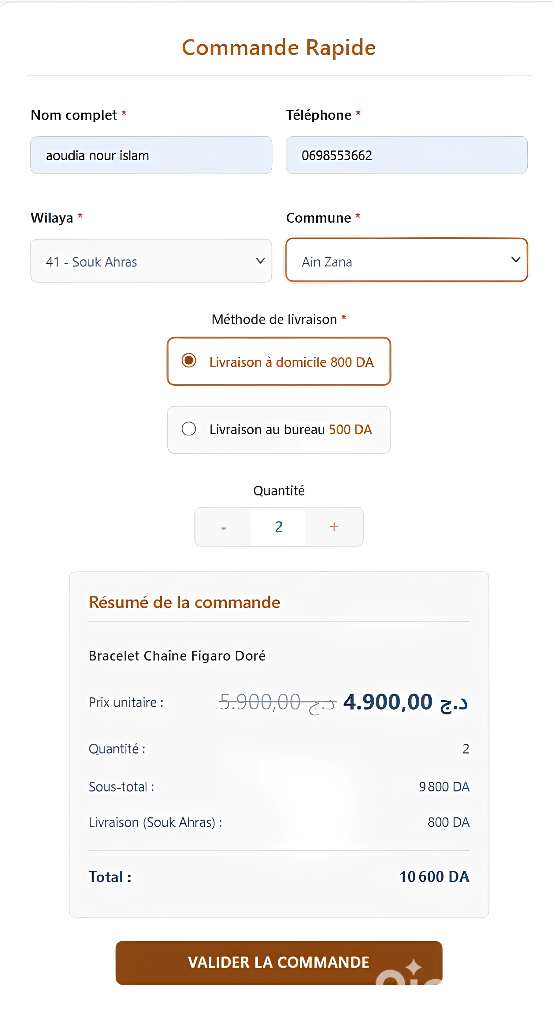 Commande Rapide
Nom complet * Téléphone *
aoudia nour islam 0698553662
Wilaya * Commune *
41 - Souk Ahras Ain Zana
Méthode de livraison *
Livraison à domicile 800 DA
Livraison au bureau 500 DA
Quantité
- 2 +
Résumé de la commande
Bracelet Chaîne Figaro Doré
Prix unitaire : 5.900,00 د.ج 4.900,00 د.ج
Quantité : 2
Sous-total : 9 800 DA
Livraison (Souk Ahras) : 800 DA
Total : 10 600 DA
VALIDER LA COMMANDE